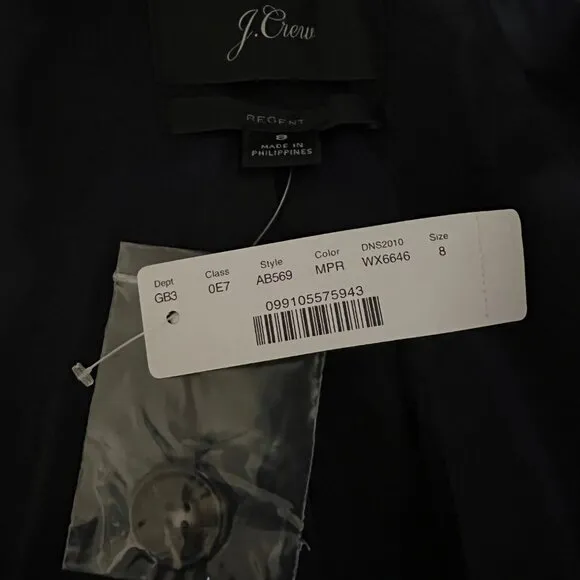 J.Crew
REGENT
8
MADE IN
PHILIPPINES
Dept Class Style Color DNS2010 Size
GB3 0E7 AB569 MPR WX6646 8
099105575943